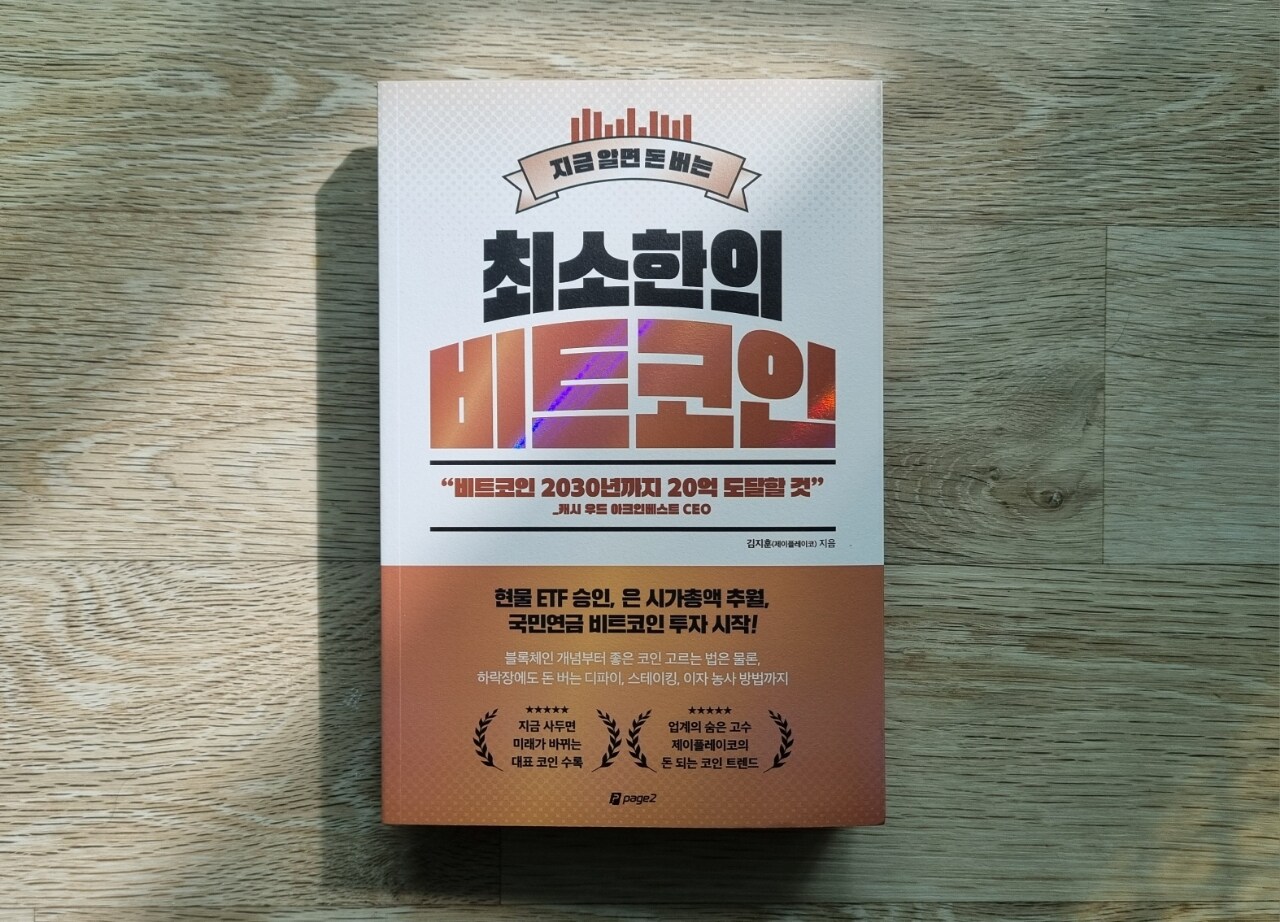 지금 알면 돈 버는
최소한의
비트코인
“비트코인 2030년까지 20억 도달할 것”
_캐시 우드 아크인베스트 CEO
김지훈(제이플레이코) 지음
현물 ETF 승인, 은 시가총액 추월,
국민연금 비트코인 투자 시작!
블록체인 개념부터 좋은 코인 고르는 법은 물론,
하락장에도 돈 버는 디파이, 스테이킹, 이자 농사 방법까지
★★★★★
지금 사두면
미래가 바뀌는
대표 코인 수록
★★★★★
업계의 숨은 고수
제이플레이코의
돈 되는 코인 트렌드
page2